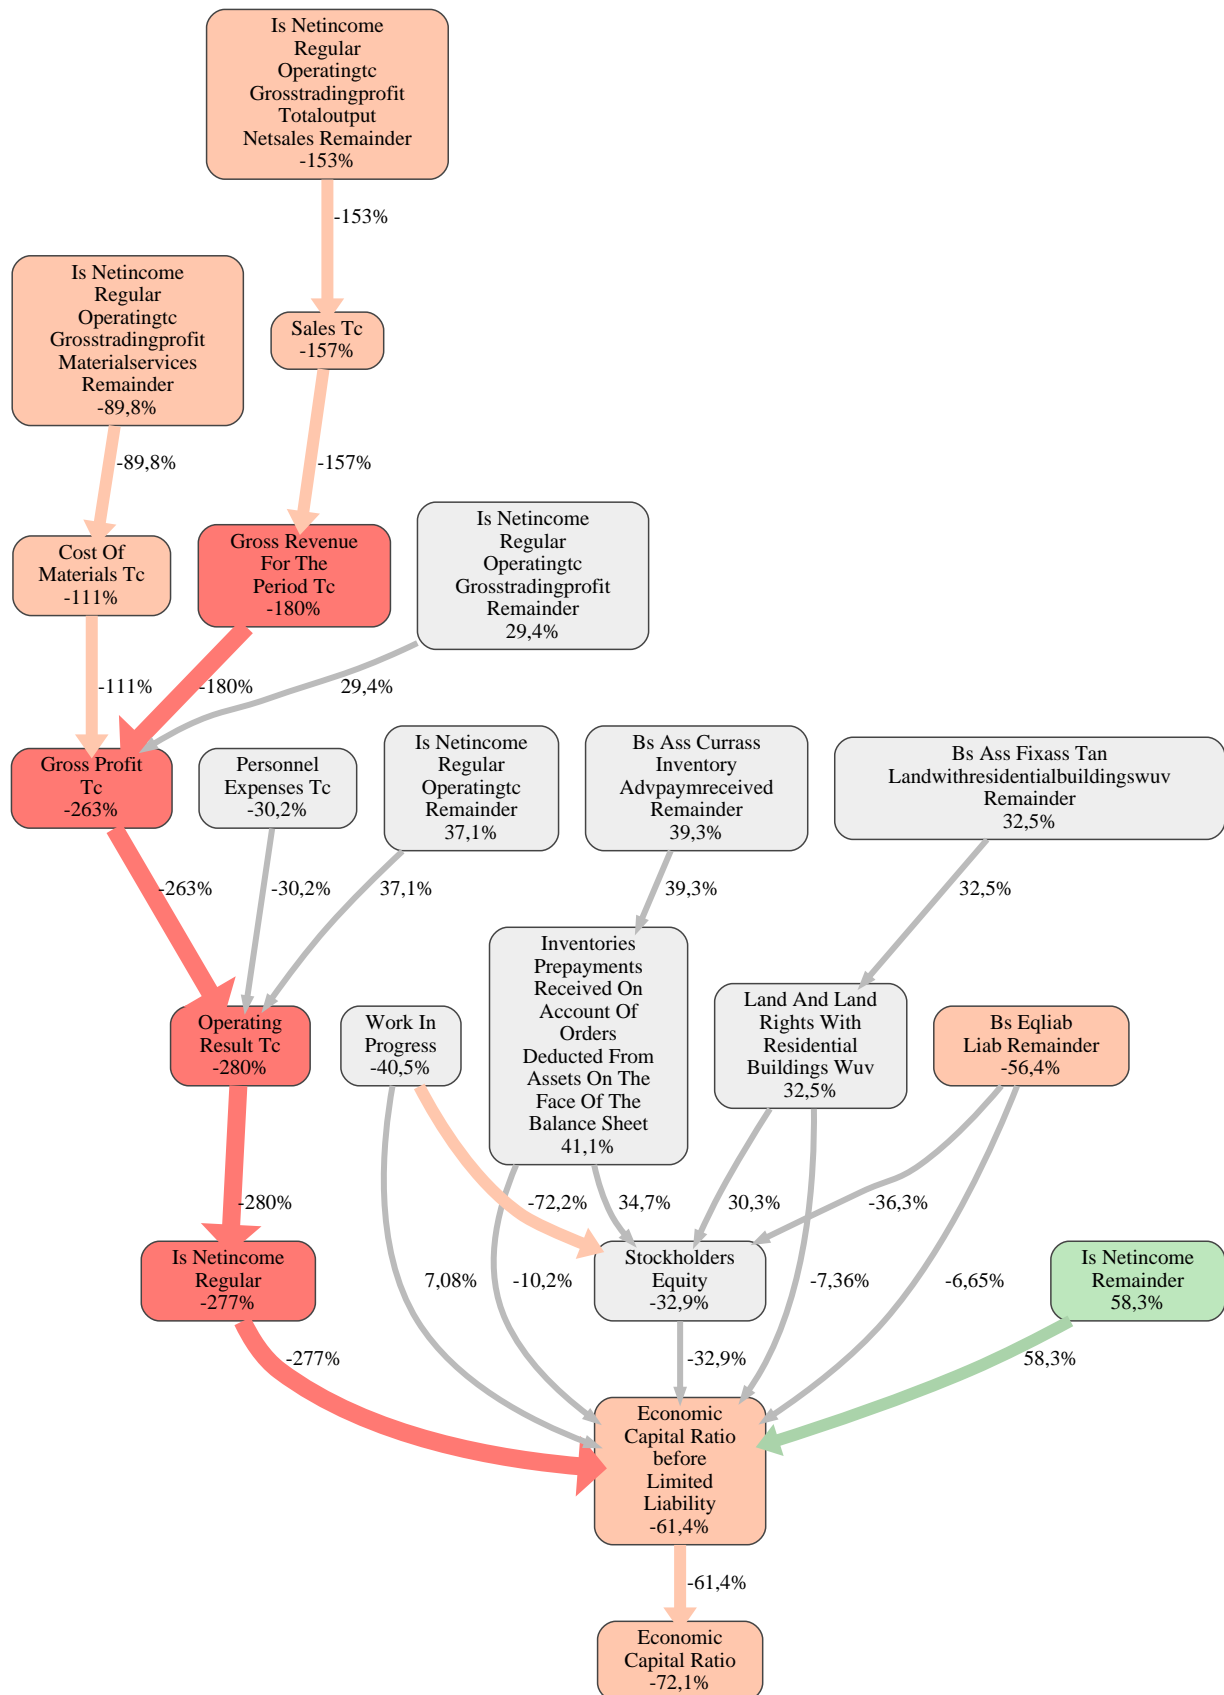 Is Netincome
Regular
Operatingtc
Grosstradingprofit
Totaloutput
Netsales Remainder
-153%
-153%
Is Netincome
Regular
Operatingtc
Grosstradingprofit
Materialservices
Remainder
-89,8%
Sales Tc
-157%
-89,8%
-157%
Cost Of
Materials Tc
-111%
Gross Revenue
For The
Period Tc
-180%
Is Netincome
Regular
Operatingtc
Grosstradingprofit
Remainder
29,4%
-111%
-180%
29,4%
Gross Profit
Tc
-263%
Personnel
Expenses Tc
-30,2%
Is Netincome
Regular
Operatingtc
Remainder
37,1%
Bs Ass Currass
Inventory
Advpaymreceived
Remainder
39,3%
Bs Ass Fixass Tan
Landwithresidentialbuildingswuv
Remainder
32,5%
-263%
-30,2%
37,1%
39,3%
32,5%
Operating
Result Tc
-280%
Work In
Progress
-40,5%
Inventories
Prepayments
Received On
Account Of
Orders
Deducted From
Assets On The
Face Of The
Balance Sheet
41,1%
Land And Land
Rights With
Residential
Buildings Wuv
32,5%
Bs Eqliab
Liab Remainder
-56,4%
-280%
-72,2%
34,7%
30,3%
-36,3%
Is Netincome
Regular
-277%
7,08%
-10,2%
Stockholders
Equity
-32,9%
-7,36%
-6,65%
Is Netincome
Remainder
58,3%
-277%
-32,9%
58,3%
Economic
Capital Ratio
before
Limited
Liability
-61,4%
-61,4%
Economic
Capital Ratio
-72,1%